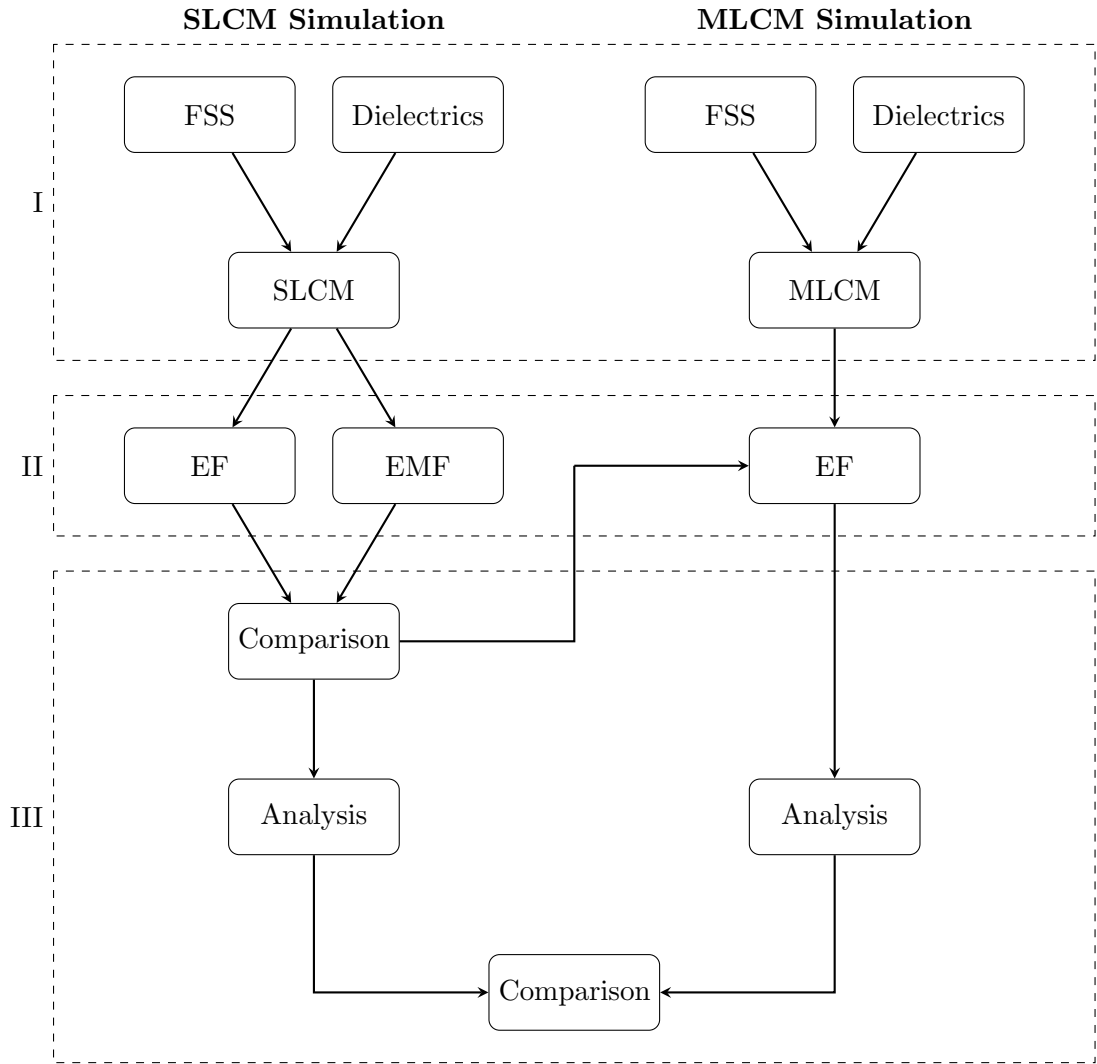 SLCM Simulation MLCM Simulation
FSS Dielectrics FSS Dielectrics
I
SLCM MLCM
II EF EMF EF
Comparison
III Analysis Analysis
Comparison